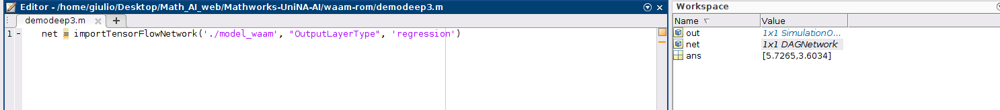 Editor - /home/giulio/Desktop/Math_AI_web/Mathworks-UniNA-AI/waam-rom/demodeep3.m
demodeep3.m
1 - net = importTensorFlowNetwork('./model_waam', "OutputLayerType", 'regression')
Workspace
Name Value
out 1x1 SimulationO...
net 1x1 DAGNetwork
ans [5.7265,3.6034]